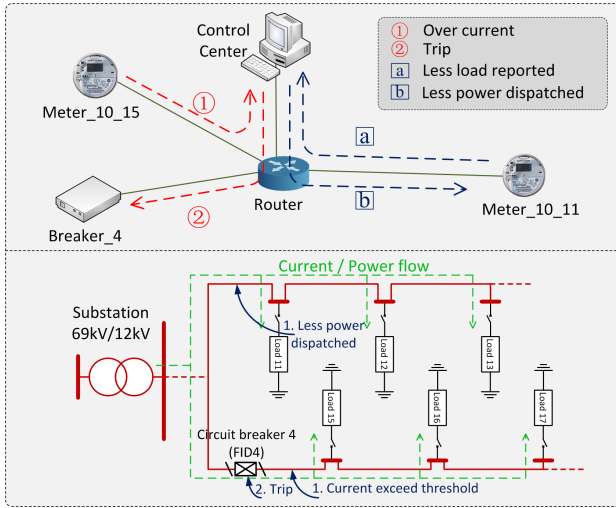 Control
Center
① Over current
② Trip
a Less load reported
b Less power dispatched
①
Meter_10_15
a
②
b
Router
Breaker_4
Meter_10_11
Current / Power flow
Substation
69kV/12kV
1. Less power
dispatched
Load 11
Load 12
Load 13
Load 15
Load 16
Load 17
Circuit breaker 4
(FID4)
2. Trip
1. Current exceed threshold